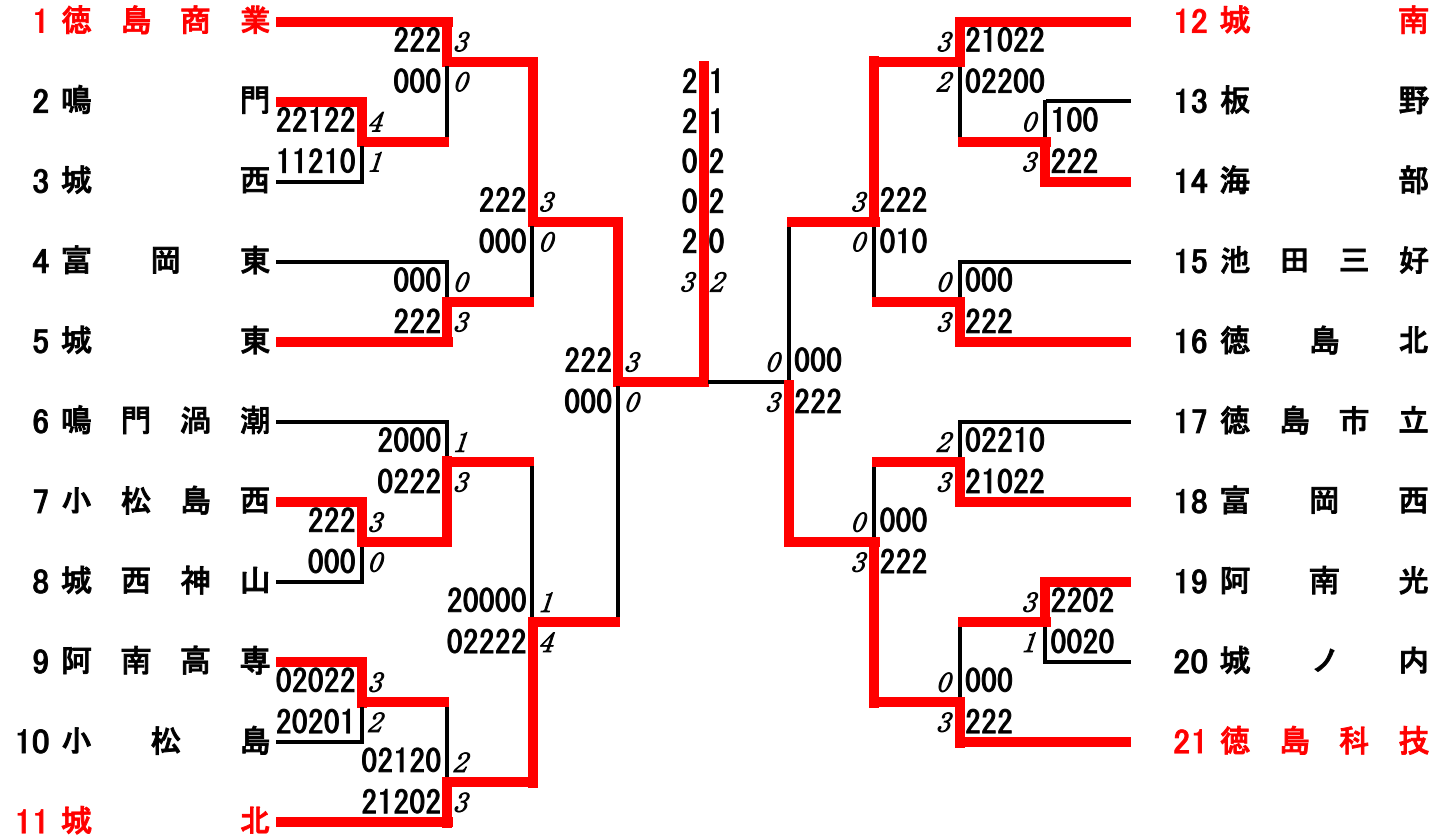 1 徳島商業
222 3
000 0
2 鳴門
22122 4
11210 1
3 城西
222 3
000 0
4 富岡東
000 0
222 3
5 城東
222 3
000 0
6 鳴門渦潮
2000 1
0222 3
7 小松島西
222 3
000 0
8 城西神山
20000 1
02222 4
9 阿南高専
02022 3
20201 2
10 小松島
02120 2
21202 3
11 城北
2 1
2 1
0 2
0 2
2 0
3 2
12 城南
3 21022
2 02200
13 板野
0 100
3 222
14 海部
3 222
0 010
15 池田三好
0 000
3 222
16 徳島北
0 000
3 222
17 徳島市立
2 02210
3 21022
18 富岡西
0 000
3 222
19 阿南光
3 2202
1 0020
20 城ノ内
0 000
3 222
21 徳島科技